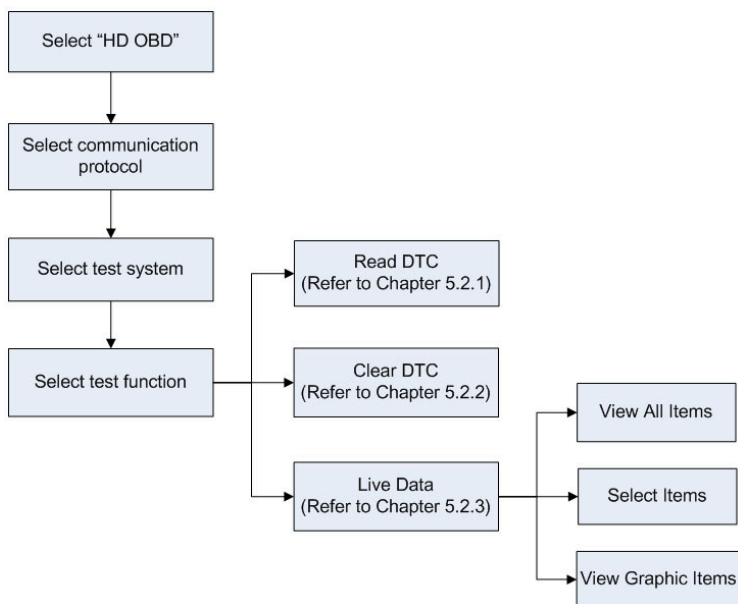 Select “HD OBD”
Select communication
protocol
Select test system
Select test function
Read DTC
(Refer to Chapter 5.2.1)
Clear DTC
(Refer to Chapter 5.2.2)
Live Data
(Refer to Chapter 5.2.3)
View All Items
Select Items
View Graphic Items